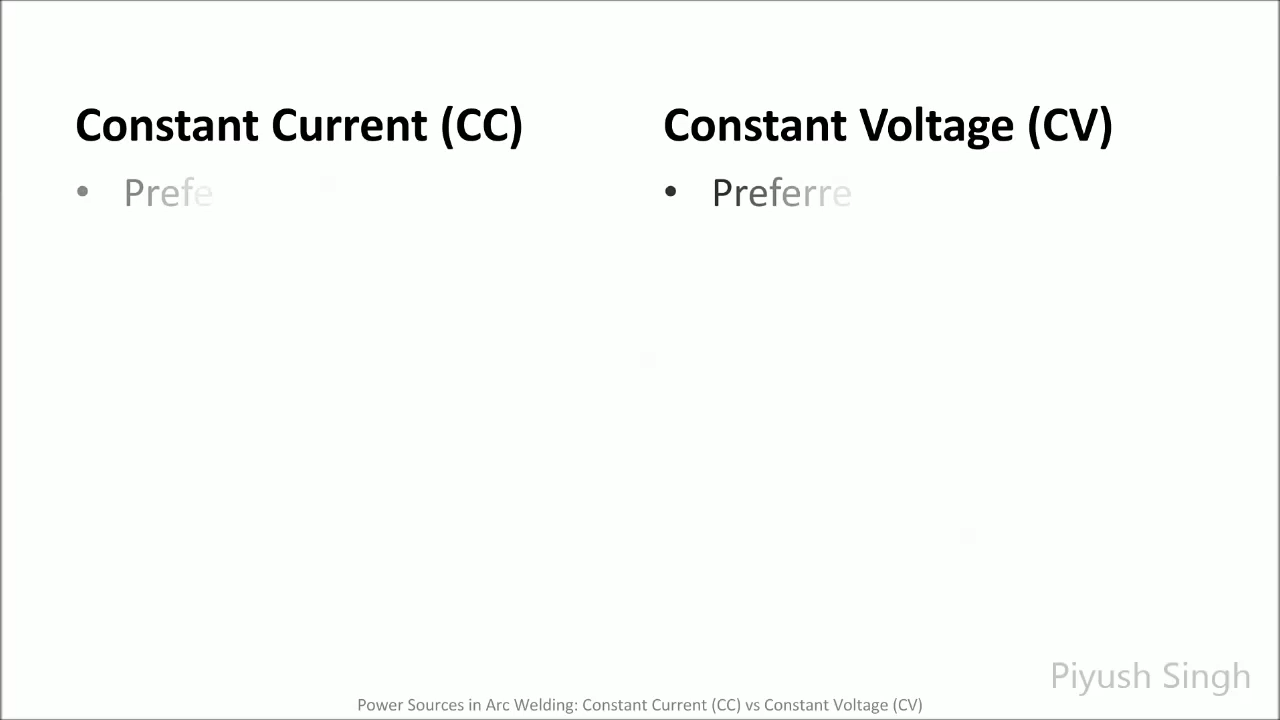 Constant Current (CC)
• Prefe
Constant Voltage (CV)
• Preferre
Piyush Singh
Power Sources in Arc Welding: Constant Current (CC) vs Constant Voltage (CV)